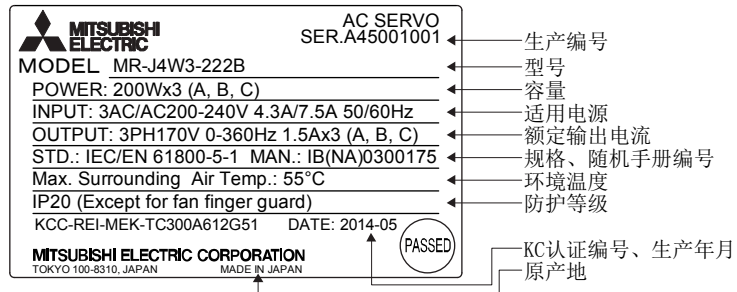 MITSUBISHI ELECTRIC
AC SERVO
SER.A45001001
生产编号
MODEL MR-J4W3-222B
型号
POWER: 200Wx3 (A, B, C)
容量
INPUT: 3AC/AC200-240V 4.3A/7.5A 50/60Hz
适用电源
OUTPUT: 3PH170V 0-360Hz 1.5Ax3 (A, B, C)
额定输出电流
STD.: IEC/EN 61800-5-1 MAN.: IB(NA)0300175
规格、随机手册编号
Max. Surrounding Air Temp.: 55°C
环境温度
IP20 (Except for fan finger guard)
防护等级
KCC-REI-MEK-TC300A612G51 DATE: 2014-05
PASSED
KC认证编号、生产年月
MITSUBISHI ELECTRIC CORPORATION
TOKYO 100-8310, JAPAN MADE IN JAPAN
原产地